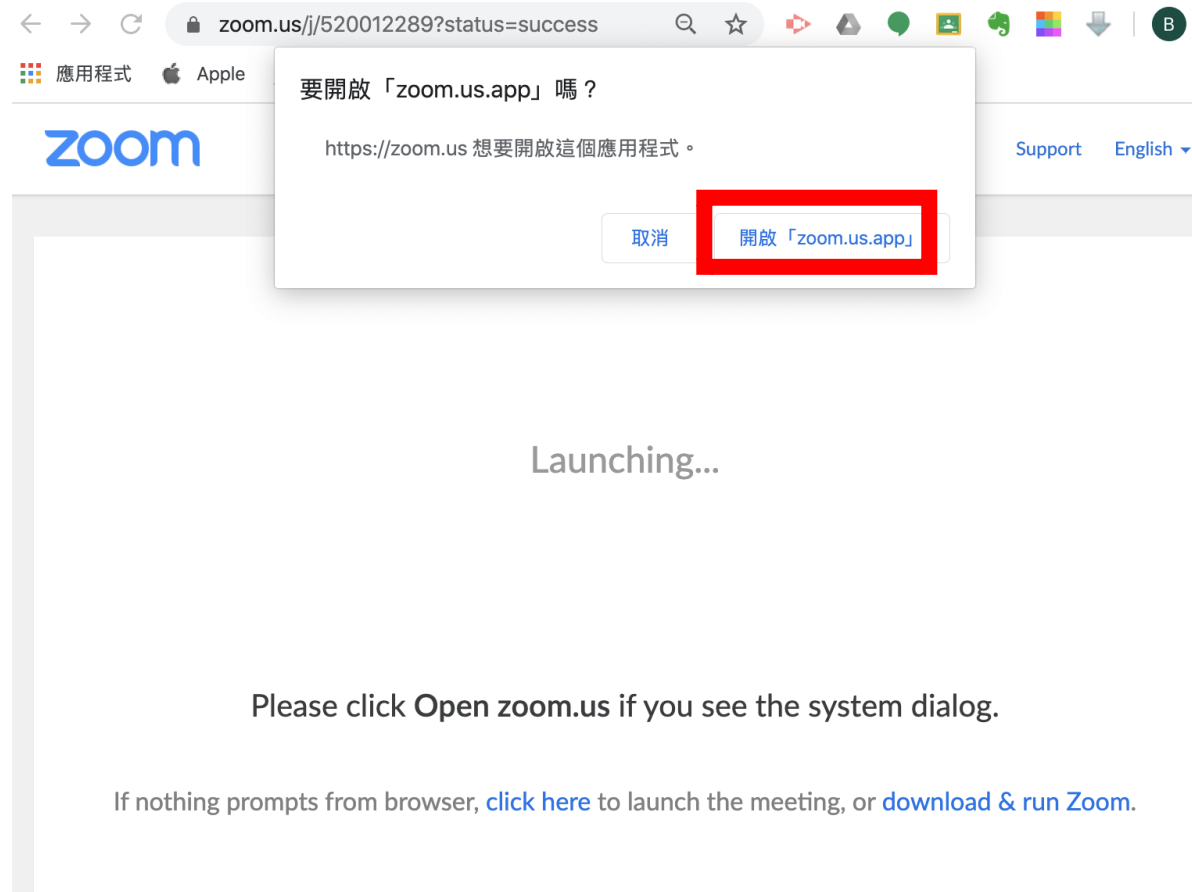 zoom.us/j/520012289?status=success
B
應用程式 Apple
要開啟「zoom.us.app」嗎？
https://zoom.us 想要開啟這個應用程式。
取消 開啟「zoom.us.app」
zoom
Support English
Launching...
Please click Open zoom.us if you see the system dialog.
If nothing prompts from browser, click here to launch the meeting, or download & run Zoom.